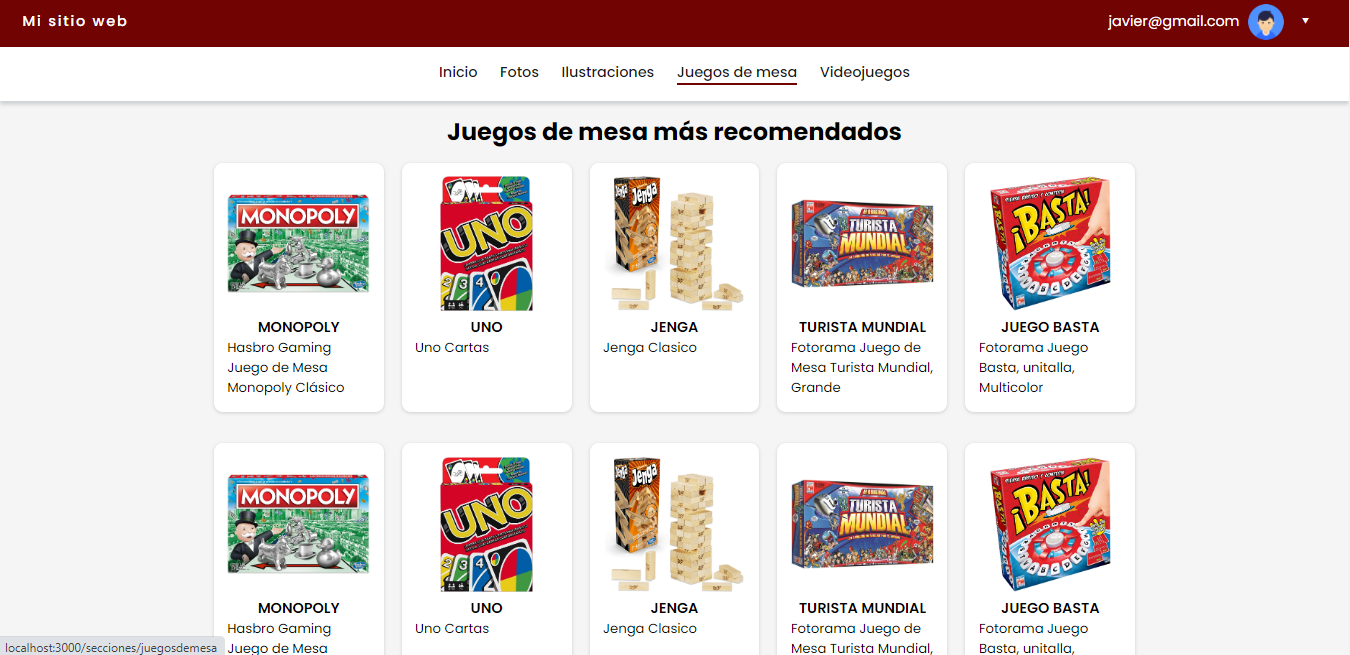 Mi sitio web
javier@gmail.com ▼
Inicio Fotos Ilustraciones Juegos de mesa Videojuegos
Juegos de mesa más recomendados
MONOPOLY
UNO
Jenga
Jenga
TURISTA
MUNDIAL
¡BASTA!
MONOPOLY
Hasbro Gaming
Juego de Mesa
Monopoly Clásico
UNO
Uno Cartas
JENGA
Jenga Clasico
TURISTA MUNDIAL
Fotorama Juego de
Mesa Turista Mundial,
Grande
JUEGO BASTA
Fotorama Juego
Basta, unitalla,
Multicolor
MONOPOLY
UNO
Jenga
Jenga
TURISTA
MUNDIAL
¡BASTA!
MONOPOLY
Hasbro Gaming
Juego de Mesa
UNO
Uno Cartas
JENGA
Jenga Clasico
TURISTA MUNDIAL
Fotorama Juego de
Mesa Turista Mundial,
JUEGO BASTA
Fotorama Juego
Basta, unitalla,
localhost:3000/secciones/juegosdemesa